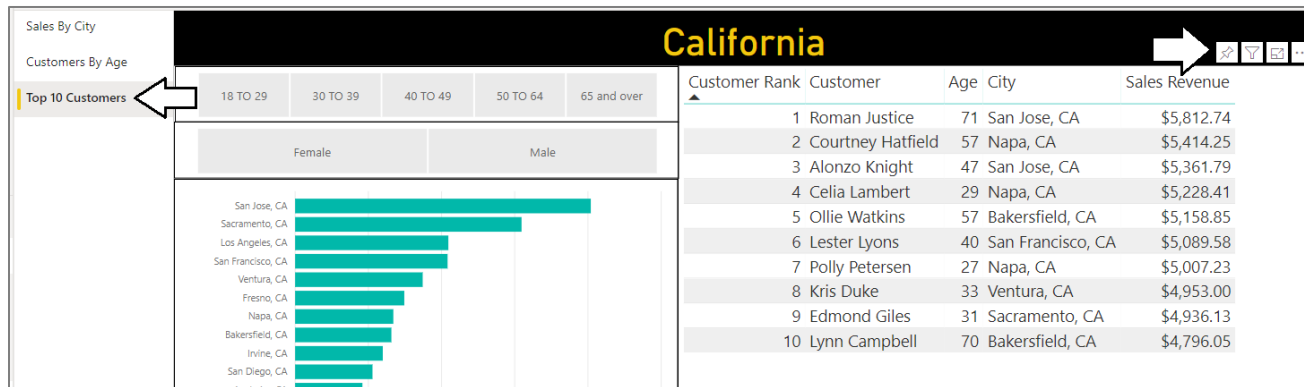 Sales By City
Customers By Age
Top 10 Customers
California
18 TO 29 30 TO 39 40 TO 49 50 TO 64 65 and over
Female Male
San Jose, CA
Sacramento, CA
Los Angeles, CA
San Francisco, CA
Ventura, CA
Fresno, CA
Napa, CA
Bakersfield, CA
Irvine, CA
San Diego, CA
Customer Rank Customer Age City Sales Revenue
1 Roman Justice 71 San Jose, CA $5,812.74
2 Courtney Hatfield 57 Napa, CA $5,414.25
3 Alonzo Knight 47 San Jose, CA $5,361.79
4 Celia Lambert 29 Napa, CA $5,228.41
5 Ollie Watkins 57 Bakersfield, CA $5,158.85
6 Lester Lyons 40 San Francisco, CA $5,089.58
7 Polly Petersen 27 Napa, CA $5,007.23
8 Kris Duke 33 Ventura, CA $4,953.00
9 Edmond Giles 31 Sacramento, CA $4,936.13
10 Lynn Campbell 70 Bakersfield, CA $4,796.05